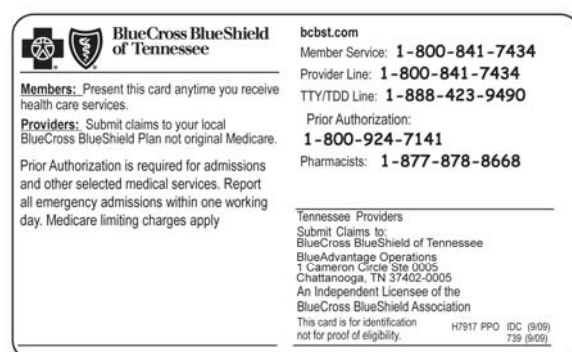 BlueCross BlueShield
of Tennessee
Members: Present this card anytime you receive
health care services.
Providers: Submit claims to your local
BlueCross BlueShield Plan not original Medicare.
Prior Authorization is required for admissions
and other selected medical services. Report
all emergency admissions within one working
day. Medicare limiting charges apply
bcbst.com
Member Service: 1-800-841-7434
Provider Line: 1-800-841-7434
TTY/TDD Line: 1-888-423-9490
Prior Authorization:
1-800-924-7141
Pharmacists: 1-877-878-8668
Tennessee Providers
Submit Claims to:
BlueCross BlueShield of Tennessee
BlueAdvantage Operations
1 Cameron Circle Ste 0005
Chattanooga, TN 37402-0005
An Independent Licensee of the
BlueCross BlueShield Association
This card is for identification
not for proof of eligibility.
H7917 PPO IDC (9/09)
739 (9/09)